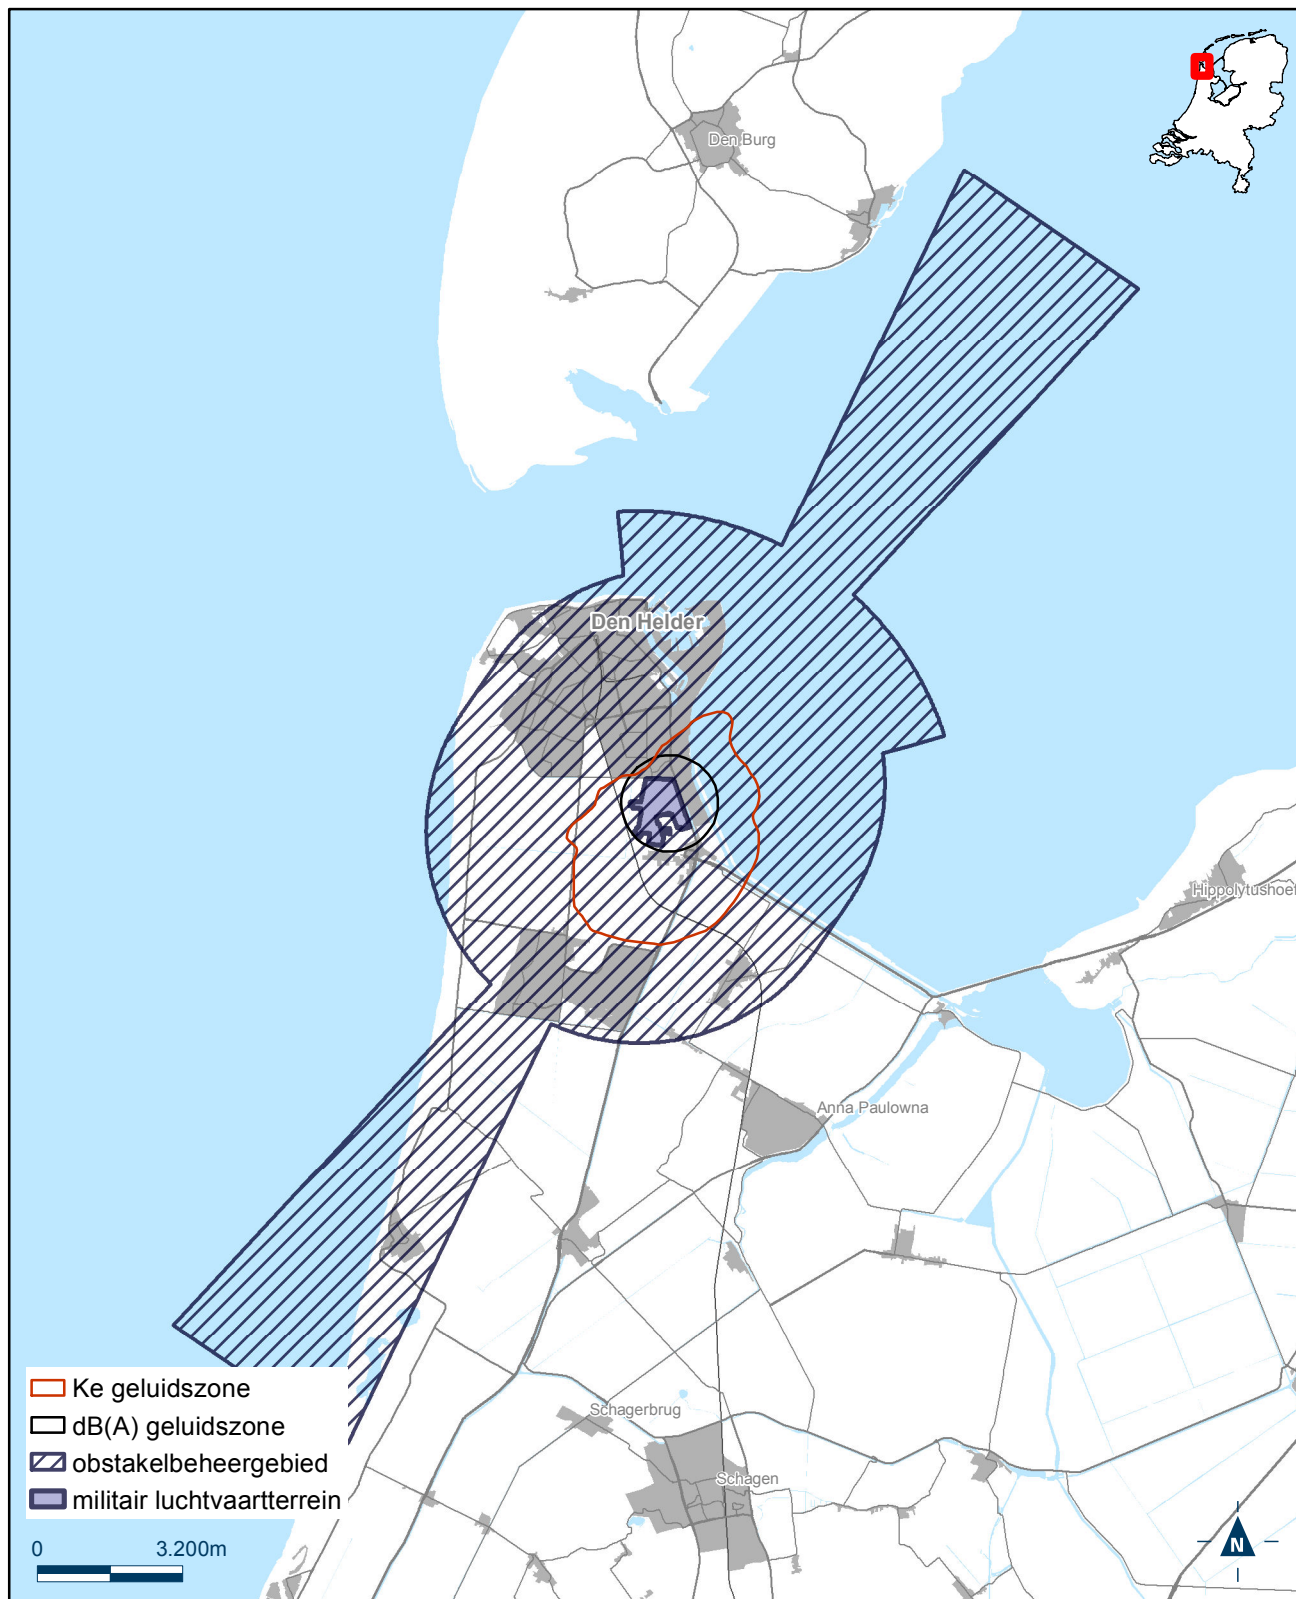 Den Burg
Den Helder
Hippolytushoef
Anna Paulowna
Schagerbrug
Schagen
Ke geluidszone
dB(A) geluidszone
obstakelbeheergebied
militair luchtvaartterrein
0 3.200m
N